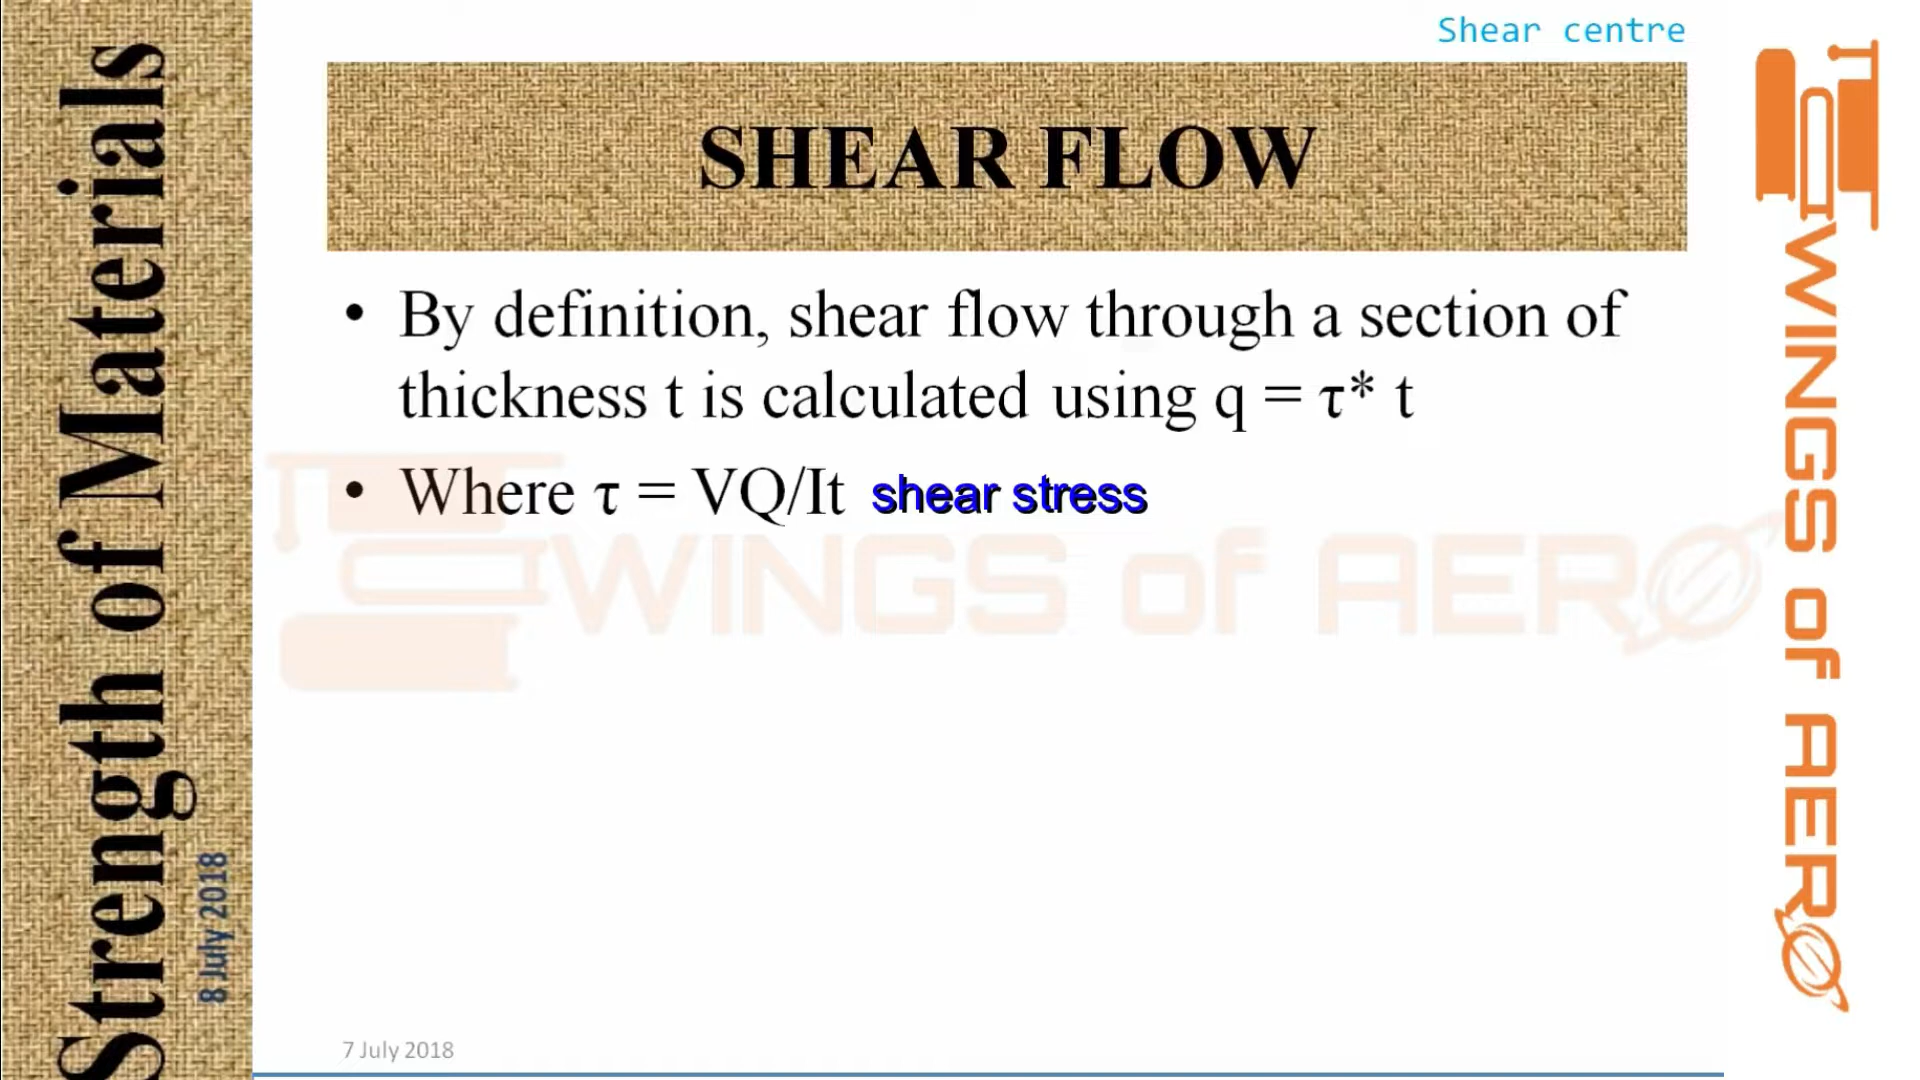 Shear centre
SHEAR FLOW
• By definition, shear flow through a section of
thickness t is calculated using q = τ* t
• Where τ = VQ/It shear stress
WINGS of AERO
7 July 2018
Strength of Materials
8 July 2018
WINGS of AERO